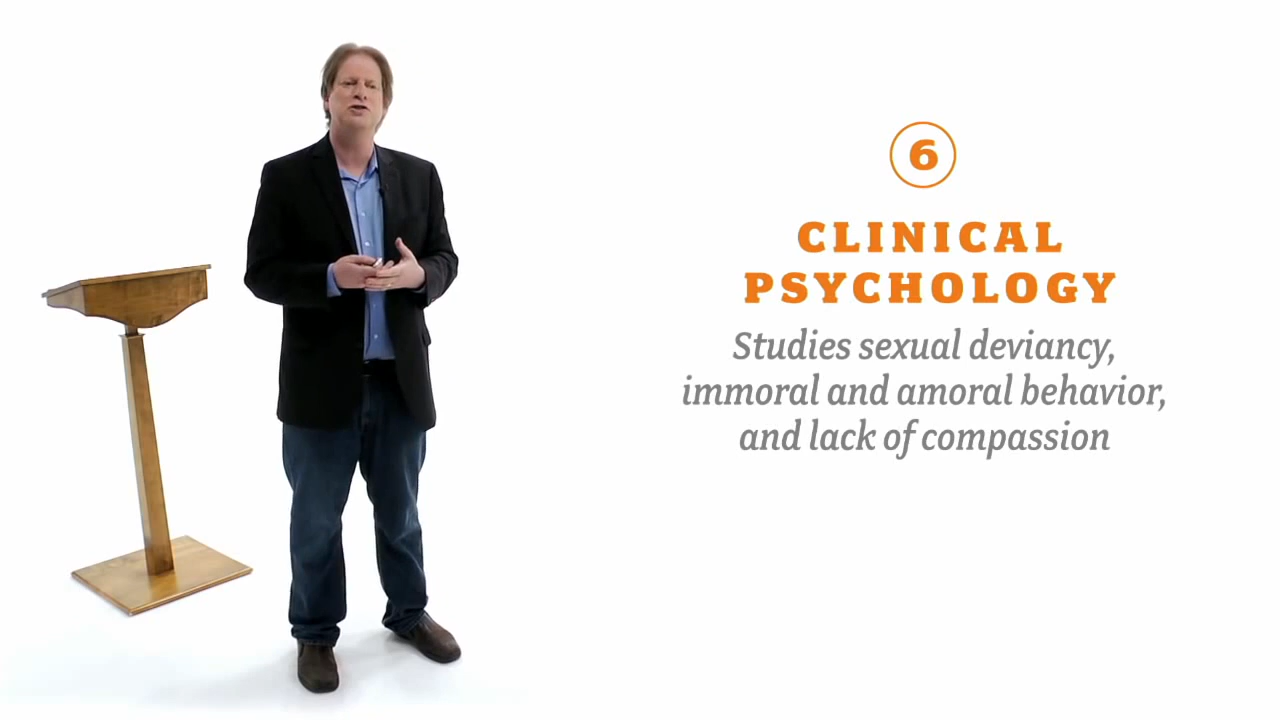 6
CLINICAL
PSYCHOLOGY
Studies sexual deviancy,
immoral and amoral behavior,
and lack of compassion